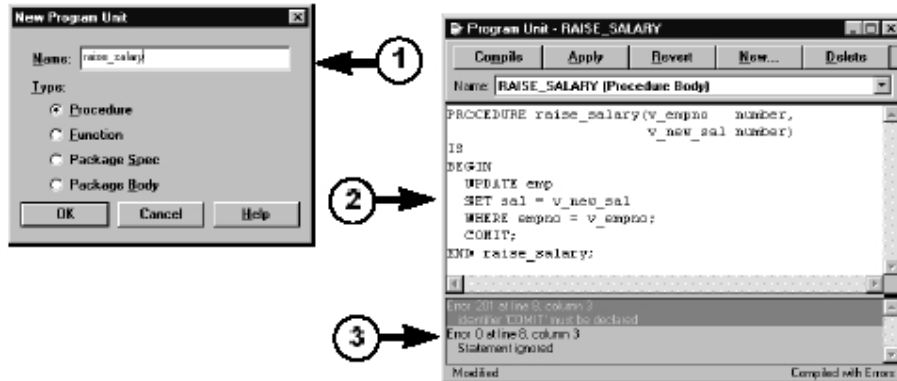 New Program Unit
Name: raise_salary
Type:
Procedure
Function
Package Spec
Package Body
OK Cancel Help
1
2
3
Program Unit - RAISE_SALARY
Compile Apply Revert New... Delete
Name: RAISE_SALARY (Procedure Body)
PROCEDURE raise_salary(v_empno number,
v_new_sal number)
IS
BEGIN
UPDATE emp
SET sal = v_new_sal
WHERE empno = v_empno;
COMIT;
END raise_salary;
Error 201 at line 8, column 3
identifier 'COMIT' must be declared
Error 0 at line 8, column 3
Statement ignored
Modified Compiled with Errors